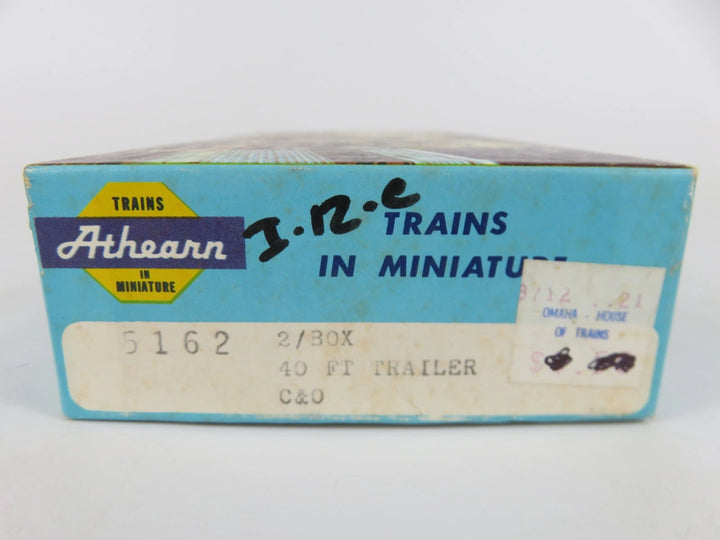 TRAINS
Athearn
IN
MINIATURE
I.R.C
TRAINS
IN MINIATURE
5162
2/BOX
40 FT TRAILER
C&O
OMAHA - HOUSE
OF TRAINS
$